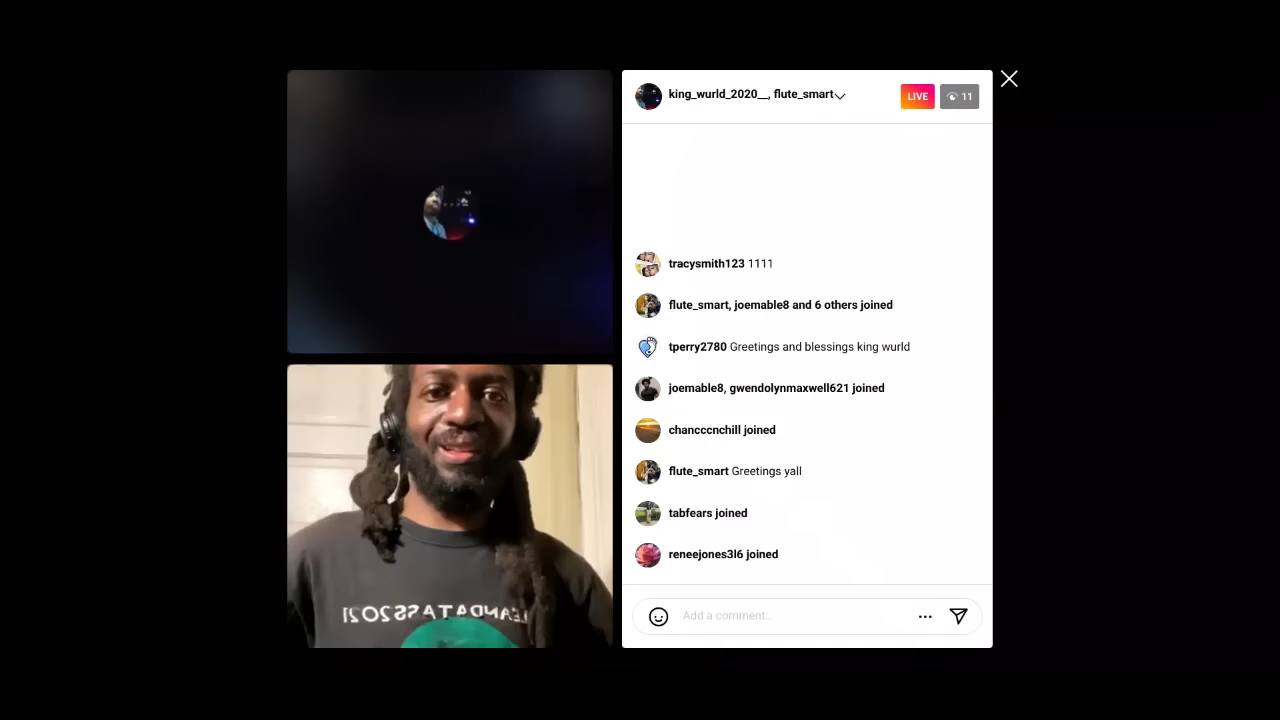 king_wurld_2020__, flute_smart
LIVE
11
tracysmith123 1111
flute_smart, joemable8 and 6 others joined
tperry2780 Greetings and blessings king wurld
joemable8, gwendolynmaxwell621 joined
chancccnchill joined
flute_smart Greetings yall
tabfears joined
reneejones3l6 joined
Add a comment...
LEANDATASS2021